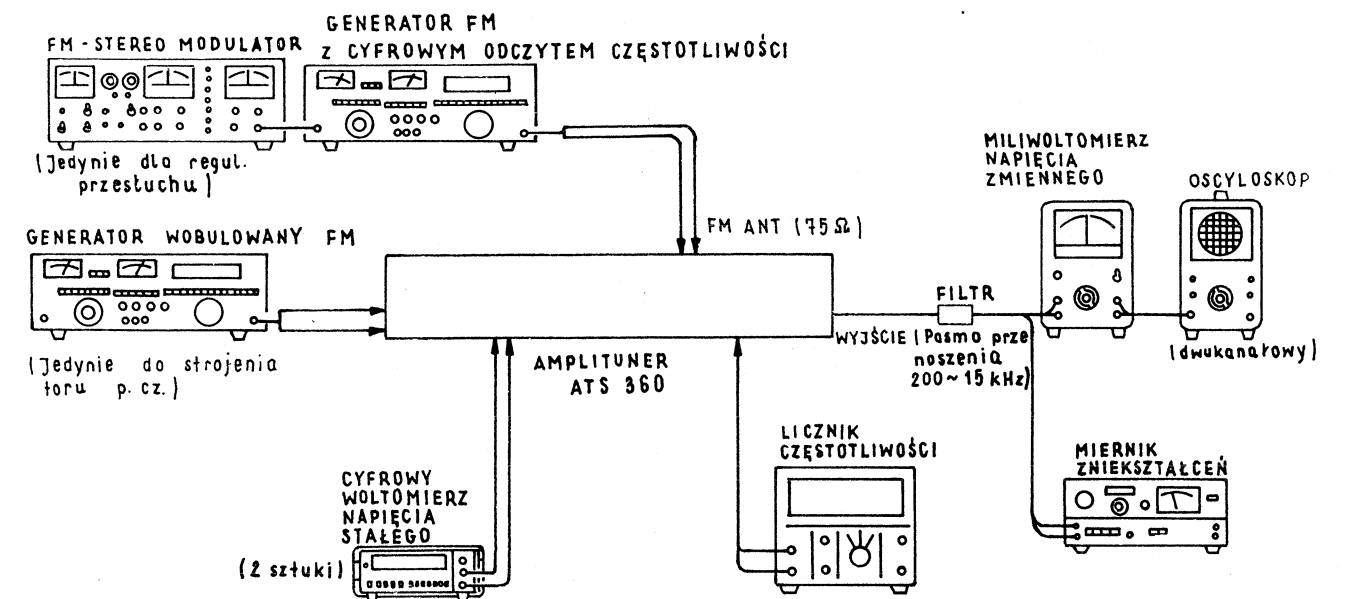 GENERATOR FM
Z CYFROWYM ODCZYTEM CZĘSTOTLIWOŚCI
FM - STEREO MODULATOR
(Jedynie dla regul.
przesłuchu)
FM ANT (75Ω)
GENERATOR WOBULOWANY FM
(Jedynie do strojenia
toru p. cz.)
AMPLITUNER
ATS 360
MILIWOLTOMIERZ
NAPIĘCIA
ZMIENNEGO
OSCYLOSKOP
(dwukanałowy)
FILTR
WYJŚCIE (Pasmo prze
noszenia
200~15 kHz)
CYFROWY
WOLTOMIERZ
NAPIĘCIA
STAŁEGO
(2 sztuki)
LICZNIK
CZĘSTOTLIWOŚCI
MIERNIK
ZNIEKSZTAŁCEŃ